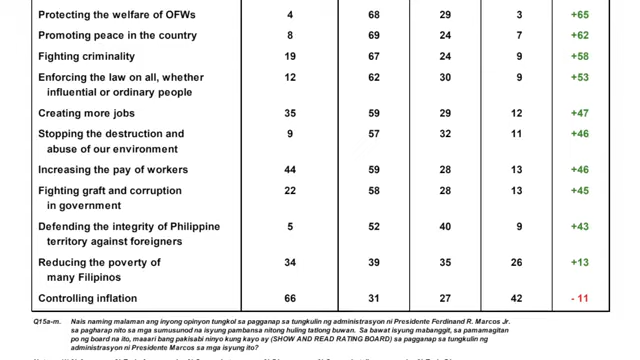 Protecting the welfare of OFWs 4 68 29 3 +65
Promoting peace in the country 8 69 24 7 +62
Fighting criminality 19 67 24 9 +58
Enforcing the law on all, whether 12 62 30 9 +53
influential or ordinary people
Creating more jobs 35 59 29 12 +47
Stopping the destruction and 9 57 32 11 +46
abuse of our environment
Increasing the pay of workers 44 59 28 13 +46
Fighting graft and corruption 22 58 28 13 +45
in government
Defending the integrity of Philippine 5 52 40 9 +43
territory against foreigners
Reducing the poverty of 34 39 35 26 +13
many Filipinos
Controlling inflation 66 31 27 42 - 11
Q15a-m. Nais naming malaman ang inyong opinyon tungkol sa pagganap sa tungkulin ng administrasyon ni Presidente Ferdinand R. Marcos Jr.
sa pagharap nito sa mga sumusunod na isyung pambansa nitong huling tatlong buwan. Sa bawat isyung mabanggit, sa pamamagitan
po ng board na ito, maaari bang pakisabi ninyo kung kayo ay (SHOW AND READ RATING BOARD) sa pagganap sa tungkulin ng
administrasyon ni Presidente Marcos sa mga isyung ito?